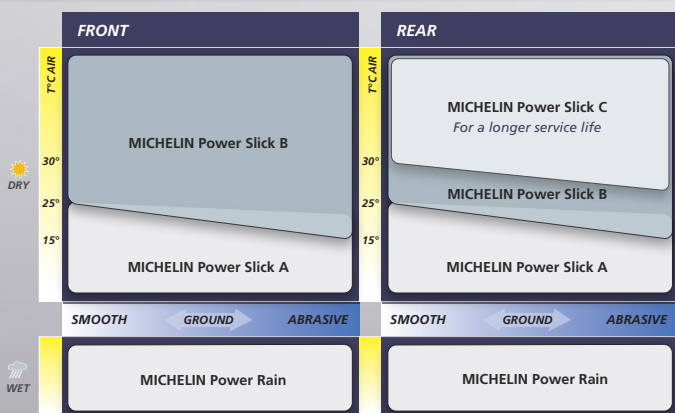 FRONT
REAR
T°C AIR
T°C AIR
MICHELIN Power Slick B
MICHELIN Power Slick C
For a longer service life
30°
30°
DRY
MICHELIN Power Slick B
25°
25°
15°
15°
MICHELIN Power Slick A
MICHELIN Power Slick A
SMOOTH GROUND ABRASIVE
SMOOTH GROUND ABRASIVE
WET
MICHELIN Power Rain
MICHELIN Power Rain